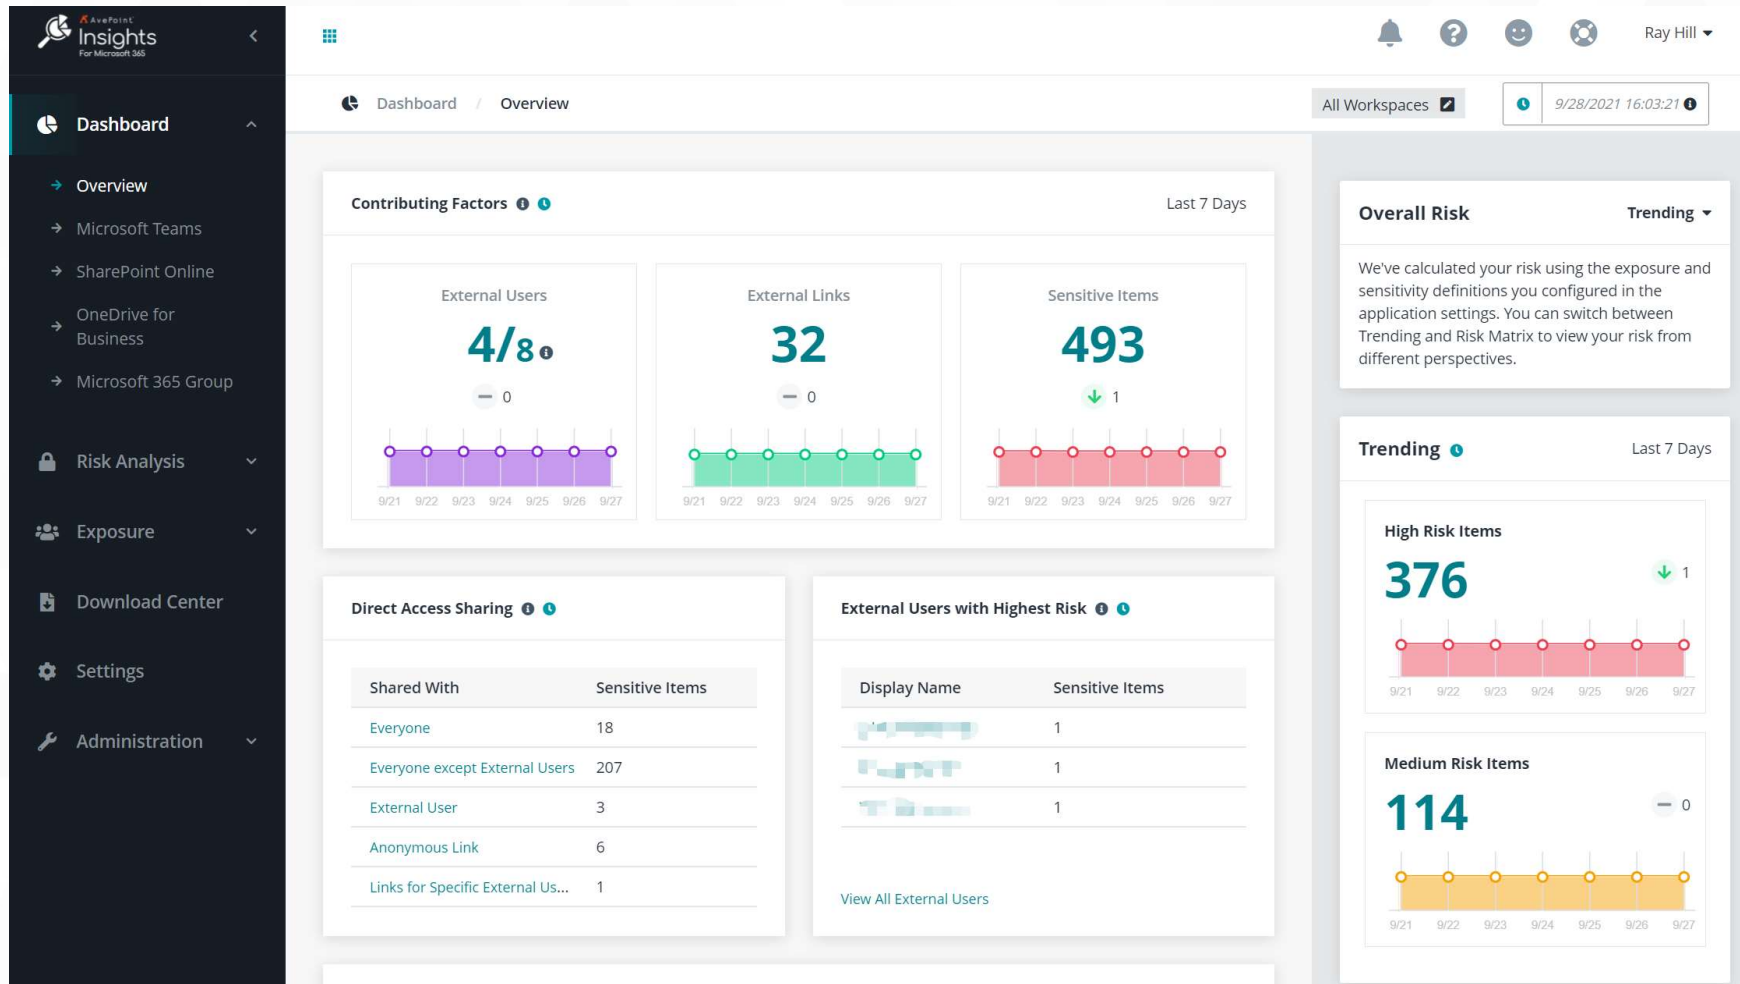 AvePoint
Insights
For Microsoft 365
Ray Hill
Dashboard / Overview
All Workspaces
9/28/2021 16:03:21
Dashboard
Overview
Microsoft Teams
SharePoint Online
OneDrive for
Business
Microsoft 365 Group
Risk Analysis
Exposure
Download Center
Settings
Administration
Contributing Factors
Last 7 Days
External Users
4/8
0
9/21 9/22 9/23 9/24 9/25 9/26 9/27
External Links
32
0
9/21 9/22 9/23 9/24 9/25 9/26 9/27
Sensitive Items
493
1
9/21 9/22 9/23 9/24 9/25 9/26 9/27
Direct Access Sharing
Shared With Sensitive Items
Everyone 18
Everyone except External Users 207
External User 3
Anonymous Link 6
Links for Specific External Us... 1
External Users with Highest Risk
Display Name Sensitive Items
1
1
1
View All External Users
Overall Risk
Trending
We've calculated your risk using the exposure and
sensitivity definitions you configured in the
application settings. You can switch between
Trending and Risk Matrix to view your risk from
different perspectives.
Trending
Last 7 Days
High Risk Items
376
1
9/21 9/22 9/23 9/24 9/25 9/26 9/27
Medium Risk Items
114
0
9/21 9/22 9/23 9/24 9/25 9/26 9/27